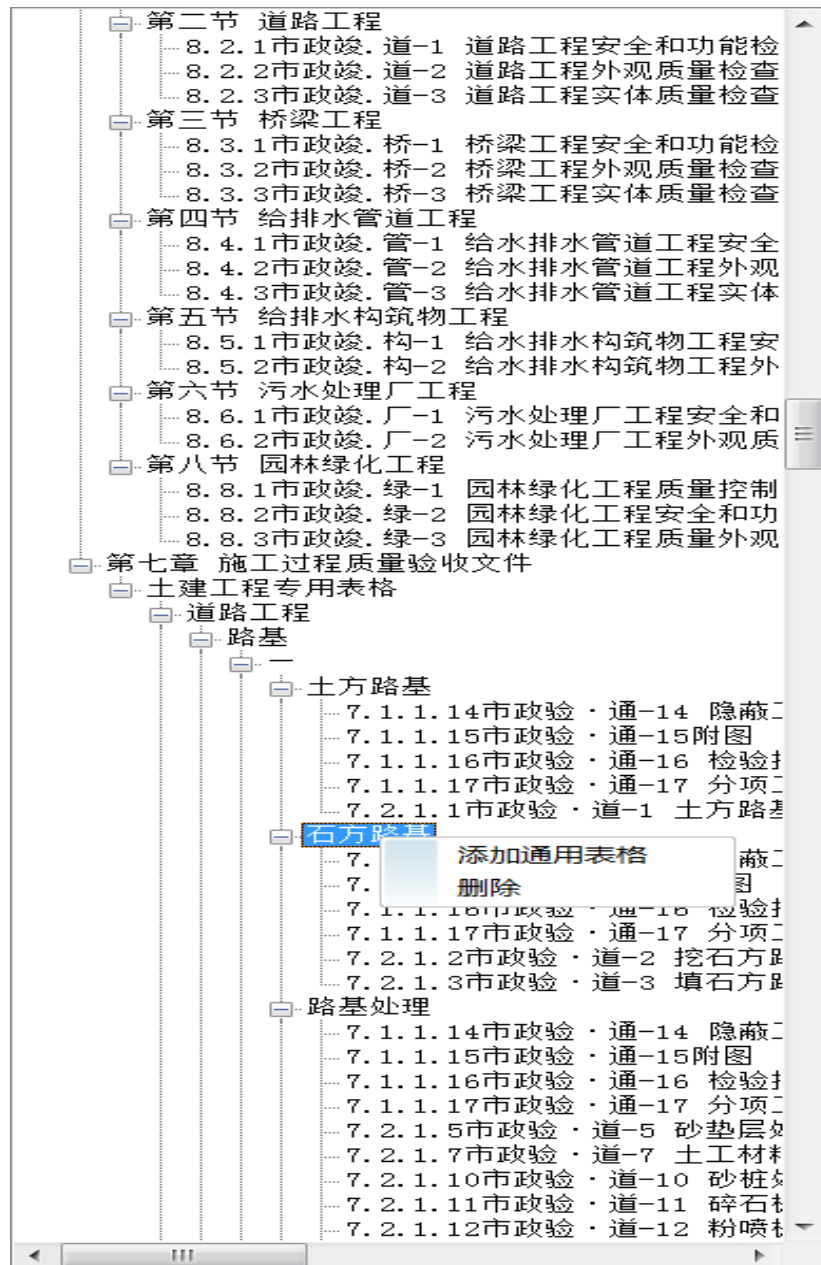 第二节 道路工程
8.2.1市政竣.道-1 道路工程安全和功能检
8.2.2市政竣.道-2 道路工程外观质量检查
8.2.3市政竣.道-3 道路工程实体质量检查
第三节 桥梁工程
8.3.1市政竣.桥-1 桥梁工程安全和功能检
8.3.2市政竣.桥-2 桥梁工程外观质量检查
8.3.3市政竣.桥-3 桥梁工程实体质量检查
第四节 给排水管道工程
8.4.1市政竣.管-1 给水排水管道工程安全
8.4.2市政竣.管-2 给水排水管道工程外观
8.4.3市政竣.管-3 给水排水管道工程实体
第五节 给排水构筑物工程
8.5.1市政竣.构-1 给水排水构筑物工程安
8.5.2市政竣.构-2 给水排水构筑物工程外
第六节 污水处理厂工程
8.6.1市政竣.厂-1 污水处理厂工程安全和
8.6.2市政竣.厂-2 污水处理厂工程外观质
第八节 园林绿化工程
8.8.1市政竣.绿-1 园林绿化工程质量控制
8.8.2市政竣.绿-2 园林绿化工程安全和功
8.8.3市政竣.绿-3 园林绿化工程质量外观
第七章 施工过程质量验收文件
土建工程专用表格
道路工程
路基
一
土方路基
7.1.1.14市政验·通-14 隐蔽
7.1.1.15市政验·通-15附图
7.1.1.16市政验·通-16 检验
7.1.1.17市政验·通-17 分项
7.2.1.1市政验·道-1 土方路基
石方路基
添加通用表格
删除
7. 蔽
7. 图
7.1.1.16市政验·通-16 检验
7.1.1.17市政验·通-17 分项
7.2.1.2市政验·道-2 挖石方路
7.2.1.3市政验·道-3 填石方路
路基处理
7.1.1.14市政验·通-14 隐蔽
7.1.1.15市政验·通-15附图
7.1.1.16市政验·通-16 检验
7.1.1.17市政验·通-17 分项
7.2.1.5市政验·道-5 砂垫层处
7.2.1.7市政验·道-7 土工材料
7.2.1.10市政验·道-10 砂桩处
7.2.1.11市政验·道-11 碎石桩
7.2.1.12市政验·道-12 粉喷桩